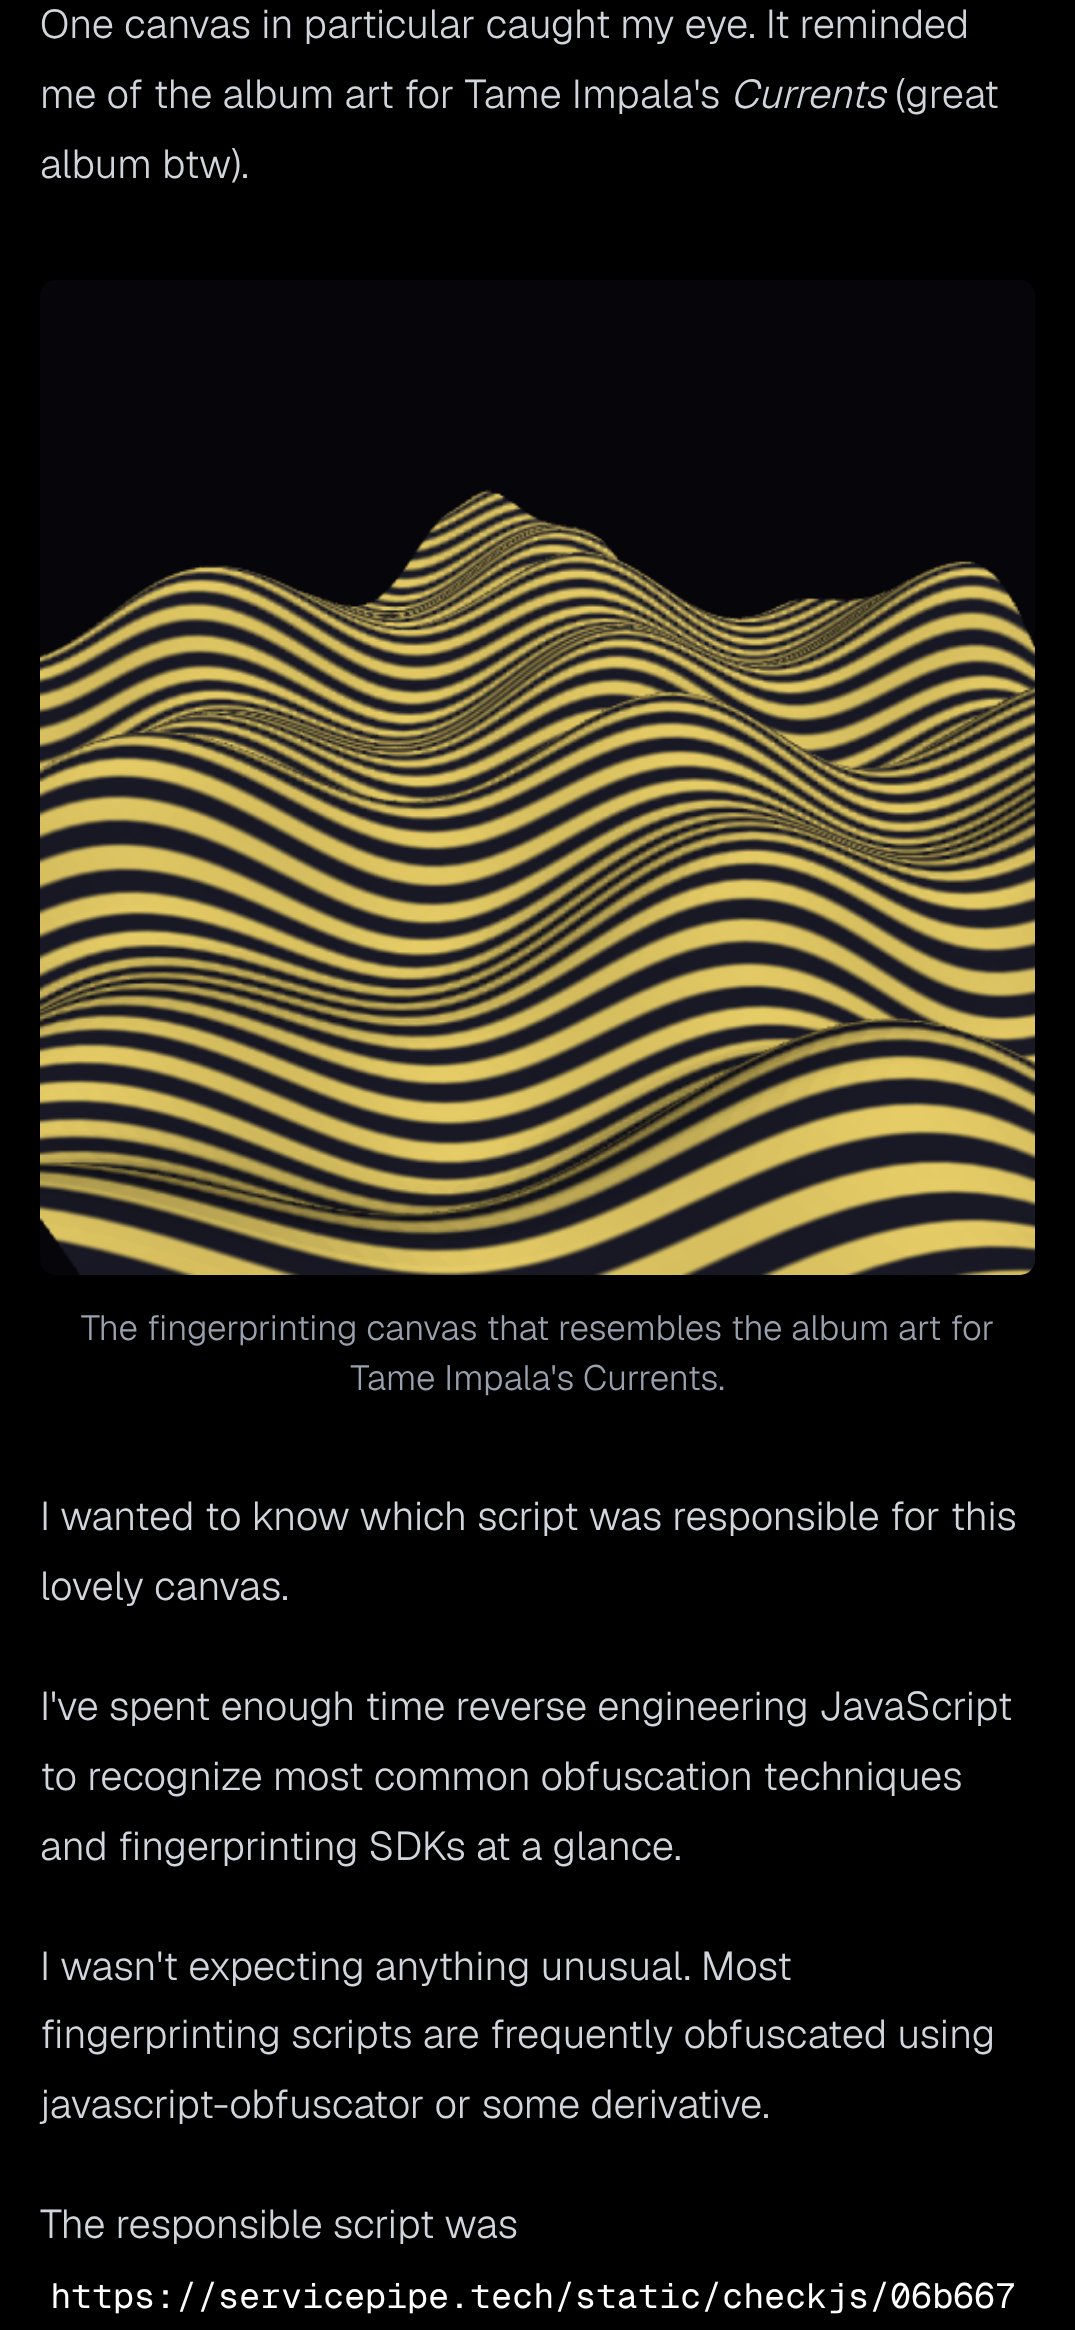 One canvas in particular caught my eye. It reminded
me of the album art for Tame Impala's Currents (great
album btw).
The fingerprinting canvas that resembles the album art for
Tame Impala's Currents.
I wanted to know which script was responsible for this
lovely canvas.
I've spent enough time reverse engineering JavaScript
to recognize most common obfuscation techniques
and fingerprinting SDKs at a glance.
I wasn't expecting anything unusual. Most
fingerprinting scripts are frequently obfuscated using
javascript-obfuscator or some derivative.
The responsible script was
https://servicepipe.tech/static/checkjs/06b667